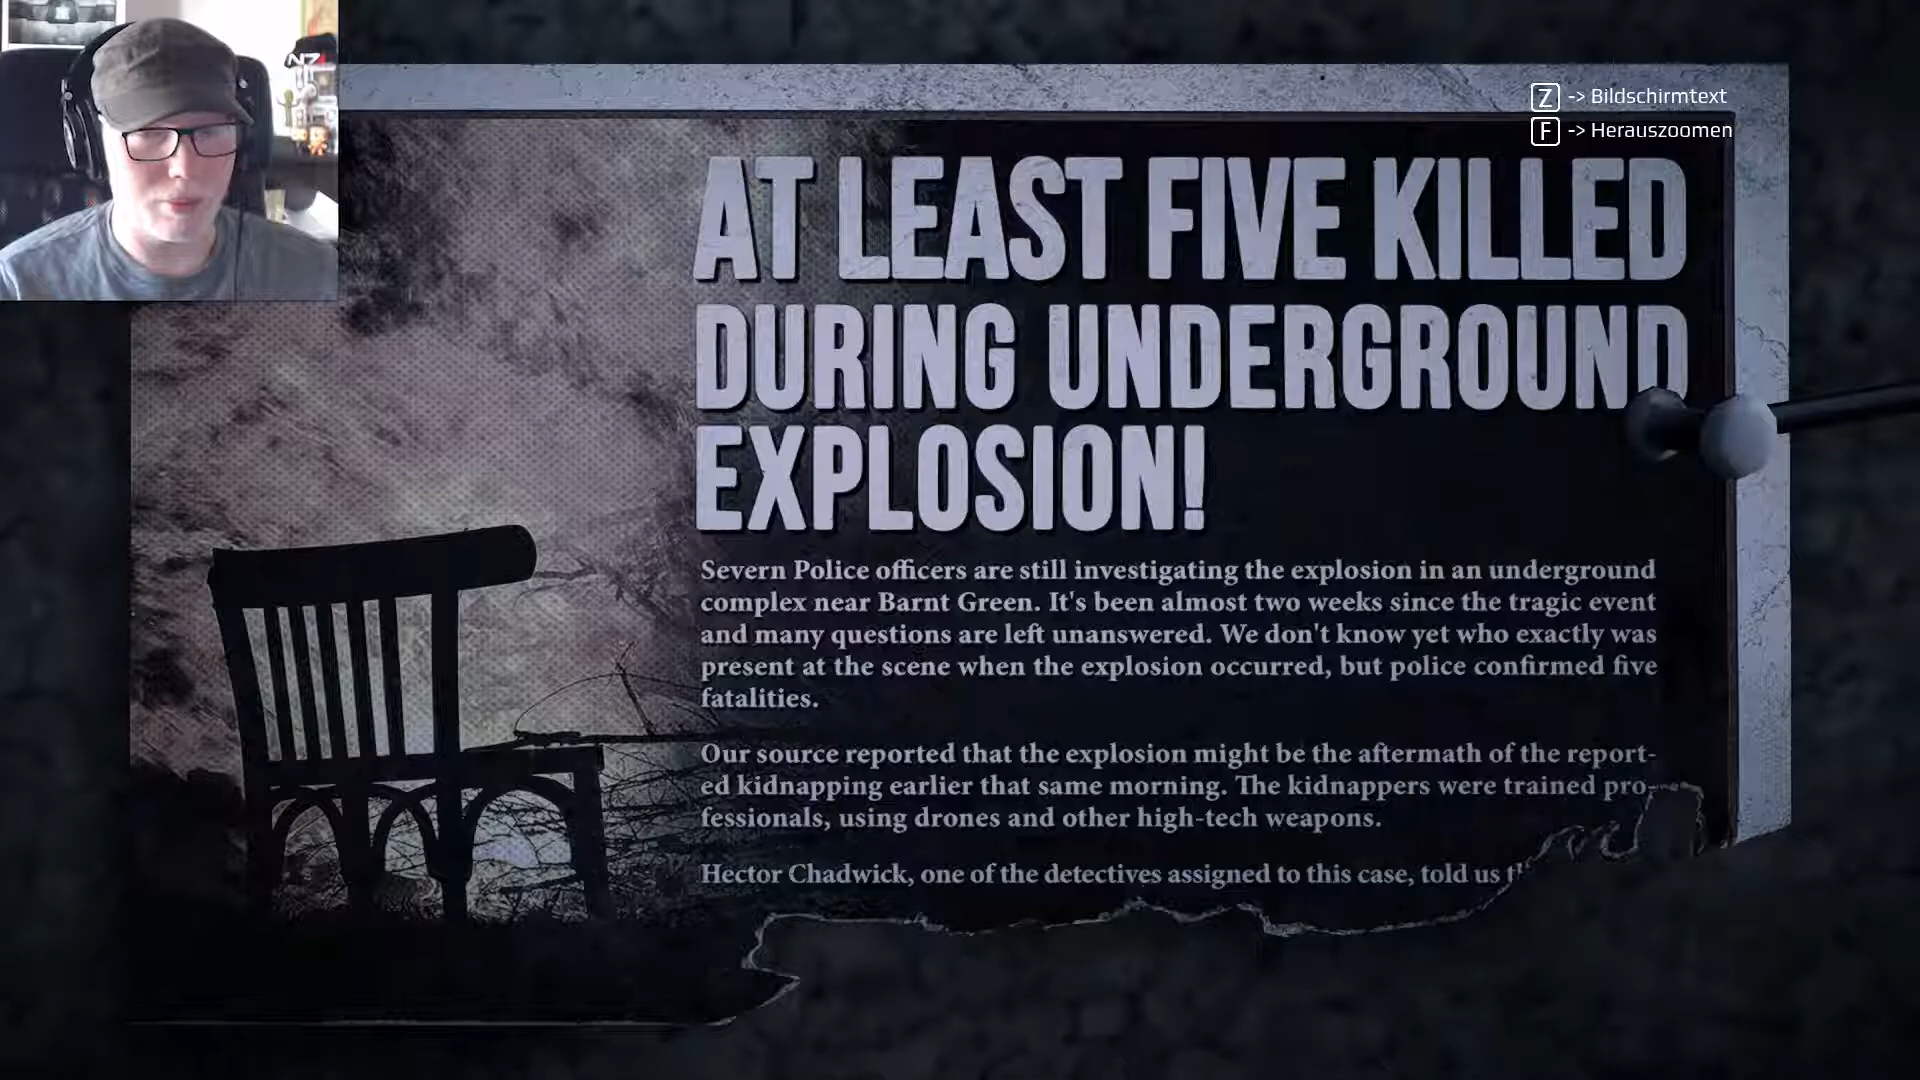 N7
Z -> Bildschirmtext
F -> Herauszoomen
AT LEAST FIVE KILLED
DURING UNDERGROUND
EXPLOSION!
Severn Police officers are still investigating the explosion in an underground
complex near Barnt Green. It's been almost two weeks since the tragic event
and many questions are left unanswered. We don't know yet who exactly was
present at the scene when the explosion occurred, but police confirmed five
fatalities.
Our source reported that the explosion might be the aftermath of the report-
ed kidnapping earlier that same morning. The kidnappers were trained pro-
fessionals, using drones and other high-tech weapons.
Hector Chadwick, one of the detectives assigned to this case, told us